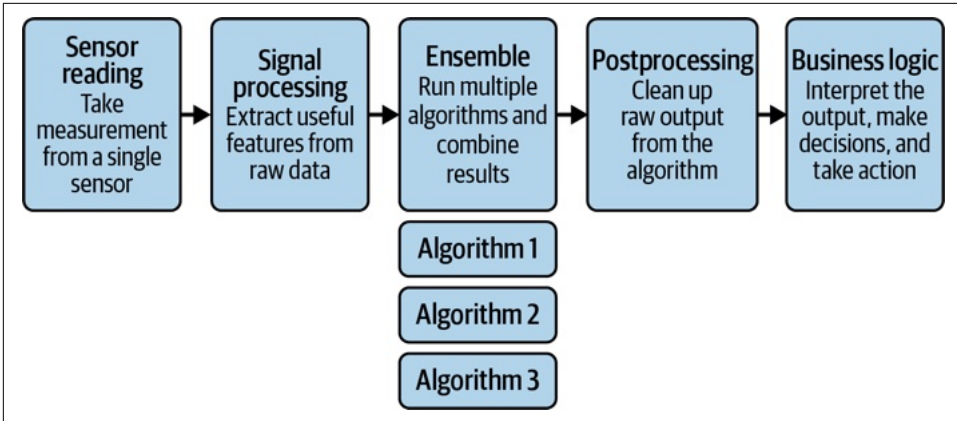 Sensor
reading
Take
measurement
from a single
sensor
Signal
processing
Extract useful
features from
raw data
Ensemble
Run multiple
algorithms and
combine
results
Postprocessing
Clean up
raw output
from the
algorithm
Business logic
Interpret the
output, make
decisions, and
take action
Algorithm 1
Algorithm 2
Algorithm 3